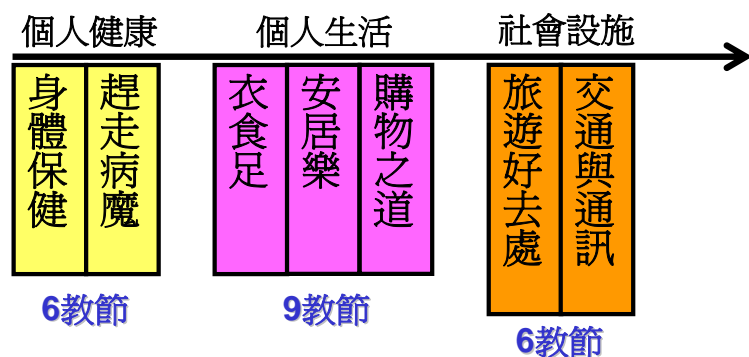 個人健康
個人生活
社會設施
身體保健
趕走病魔
衣食足
安居樂
購物之道
旅遊好去處
交通與通訊
6教節
9教節
6教節